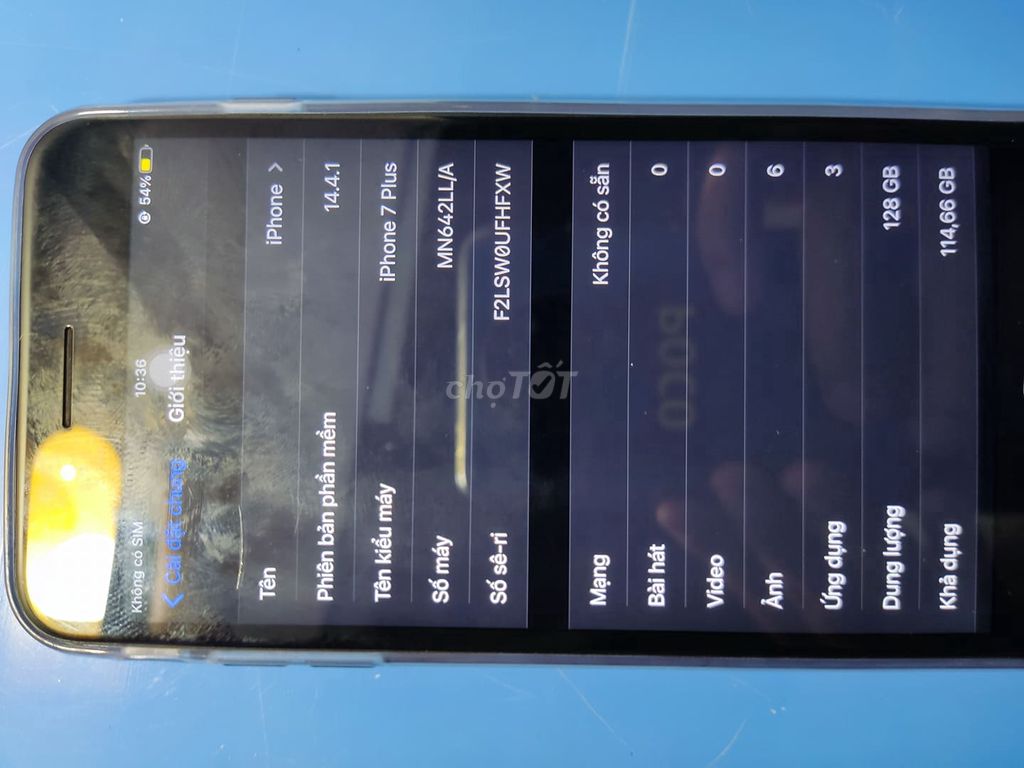 Không có SIM 10:36 54%
Cài đặt chung Giới thiệu
Tên iPhone
Phiên bản phần mềm 14.4.1
Tên kiểu máy iPhone 7 Plus
Số máy MN642LL/A
Số sê-ri F2LSW0UFHFXW
Mạng Không có sẵn
Bài hát 0
Video 0
Ảnh 6
Ứng dụng 3
Dung lượng 128 GB
Khả dụng 114,66 GB
chợTỐT